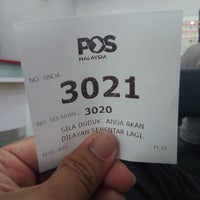 POS
MALAYSIA
NO. ANDA
3021
NO. SEKARANG 3020
SILA DUDUK. ANDA AKAN
DILAYAN SEBENTAR LAGI.